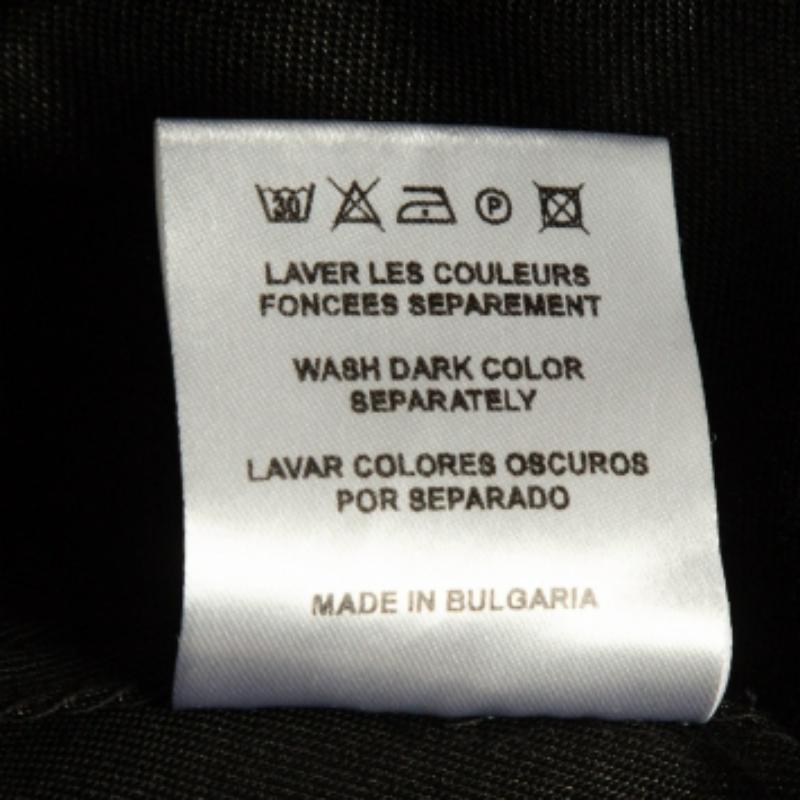 30 P
LAVER LES COULEURS
FONCEES SEPAREMENT
WASH DARK COLOR
SEPARATELY
LAVAR COLORES OSCUROS
POR SEPARADO
MADE IN BULGARIA